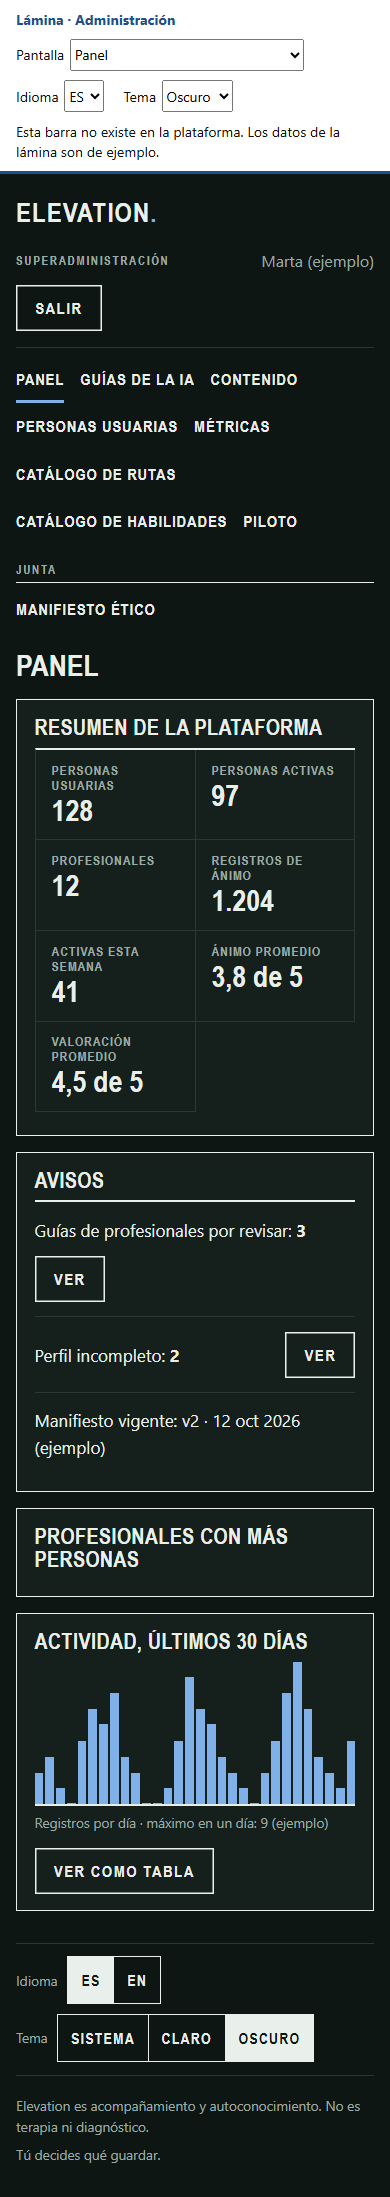 Lámina · Administración
Pantalla Panel
Idioma ES Tema Oscuro
Esta barra no existe en la plataforma. Los datos de la
lámina son de ejemplo.
ELEVATION.
SUPERADMINISTRACIÓN Marta (ejemplo)
SALIR
PANEL GUÍAS DE LA IA CONTENIDO
PERSONAS USUARIAS MÉTRICAS
CATÁLOGO DE RUTAS
CATÁLOGO DE HABILIDADES PILOTO
JUNTA
MANIFIESTO ÉTICO
PANEL
RESUMEN DE LA PLATAFORMA
PERSONAS
USUARIAS
128
PERSONAS ACTIVAS
97
PROFESIONALES
12
REGISTROS DE
ÁNIMO
1.204
ACTIVAS ESTA
SEMANA
41
ÁNIMO PROMEDIO
3,8 de 5
VALORACIÓN
PROMEDIO
4,5 de 5
AVISOS
Guías de profesionales por revisar: 3
VER
Perfil incompleto: 2 VER
Manifiesto vigente: v2 · 12 oct 2026
(ejemplo)
PROFESIONALES CON MÁS
PERSONAS
ACTIVIDAD, ÚLTIMOS 30 DÍAS
Registros por día · máximo en un día: 9 (ejemplo)
VER COMO TABLA
Idioma ES EN
Tema SISTEMA CLARO OSCURO
Elevation es acompañamiento y autoconocimiento. No es
terapia ni diagnóstico.
Tú decides qué guardar.